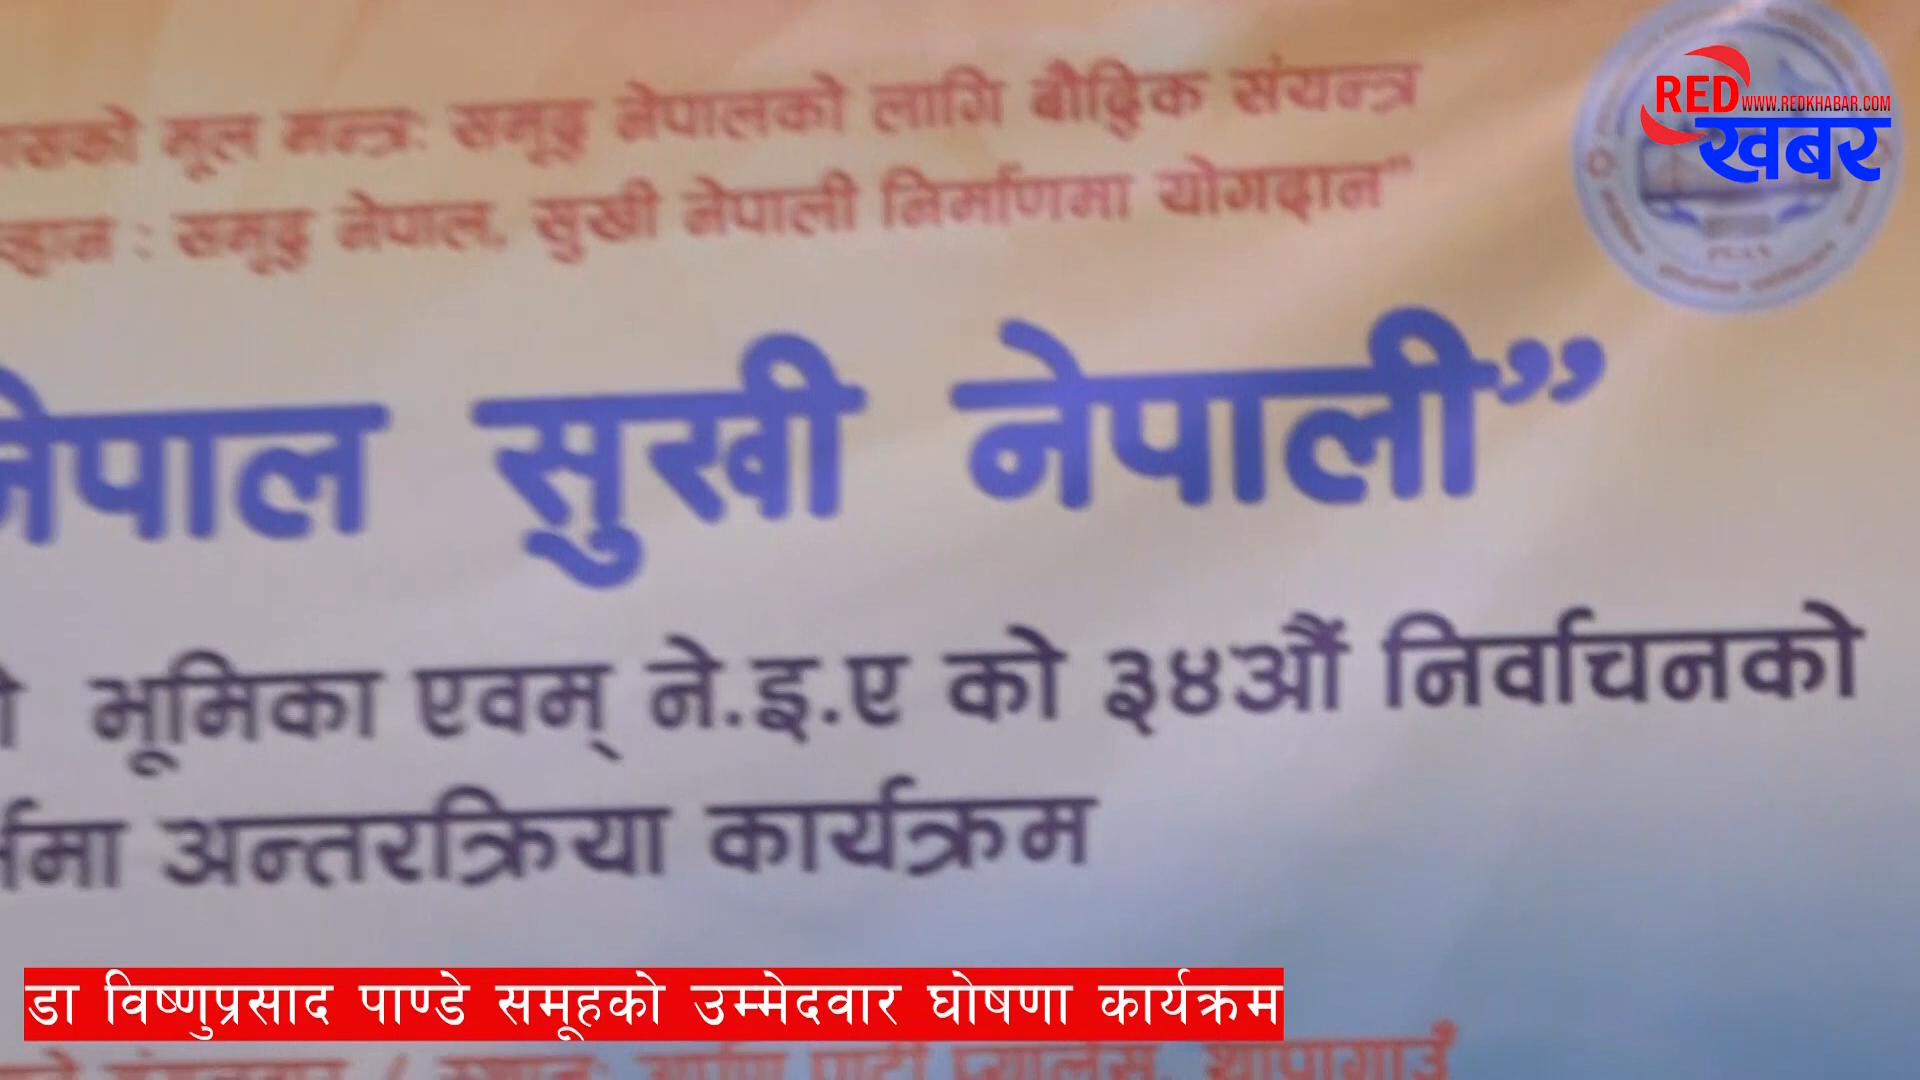 RED WWW.REDKHABAR.COM
खबर
मूल मन्त्र: समृद्ध नेपालको लागि बौद्धिक संयन्त्र
: समृद्ध नेपाल, सुखी नेपाली निर्माणमा योगदान"
नेपाल सुखी नेपाली”
भूमिका एवम् ने.इ.ए को ३४औं निर्वाचनको
अन्तरक्रिया कार्यक्रम
डा विष्णुप्रसाद पाण्डे समूहको उम्मेदवार घोषणा कार्यक्रम